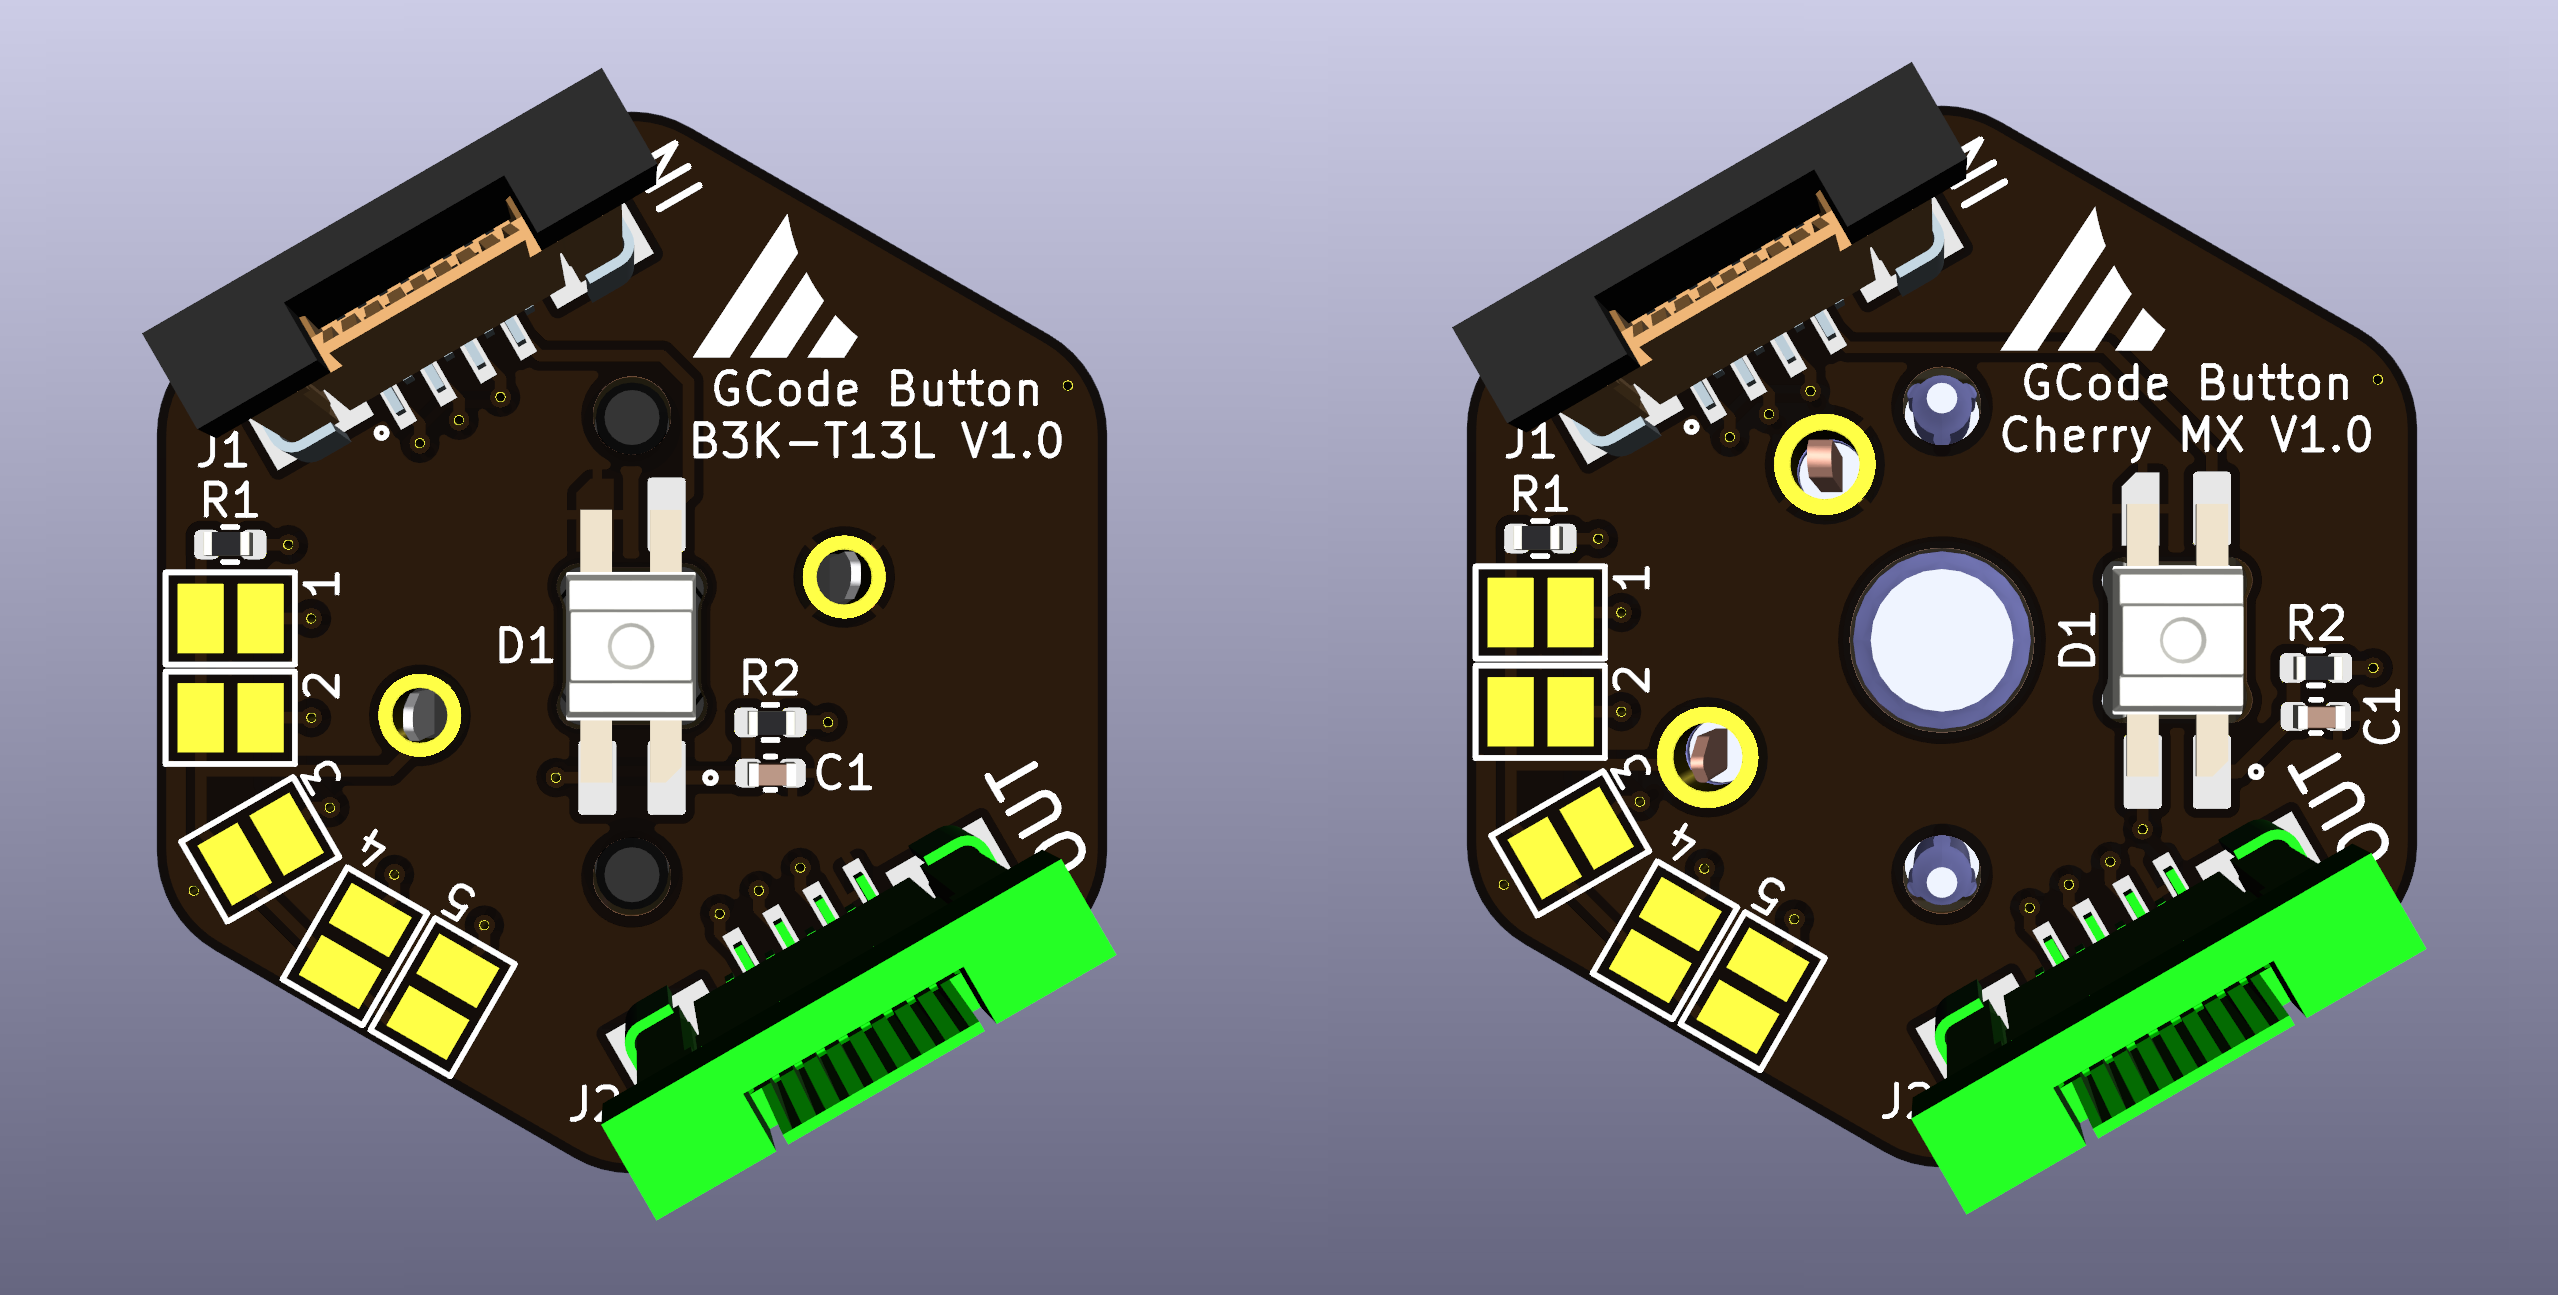 IN
GCode Button
B3K-T13L V1.0
J1
R1
1
2
3
4
5
D1
R2
C1
OUT
J2
IN
GCode Button
Cherry MX V1.0
J1
R1
1
2
3
4
5
D1
R2
C1
OUT
J2